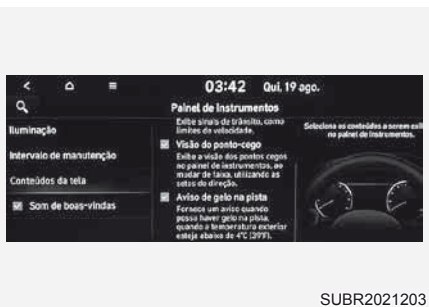 03:42 Qui, 19 ago.
Painel de Instrumentos
Iluminação
Intervalo de manutenção
Conteúdos da tela
Som de boas-vindas
Exibe sinais de trânsito, como
limites de velocidade.
Visão do ponto-cego
Exibe a visão dos pontos cegos
no painel de instrumentos, ao
mudar de faixa, utilizando as
setas do direção.
Aviso de gelo na pista
Fornece um aviso quando
possa haver gelo na pista,
quando a temperatura exterior
esteja abaixo de 4°C (39°F).
Seleciona os conteúdos a serem exi
no painel de instrumentos.
SUBR2021203